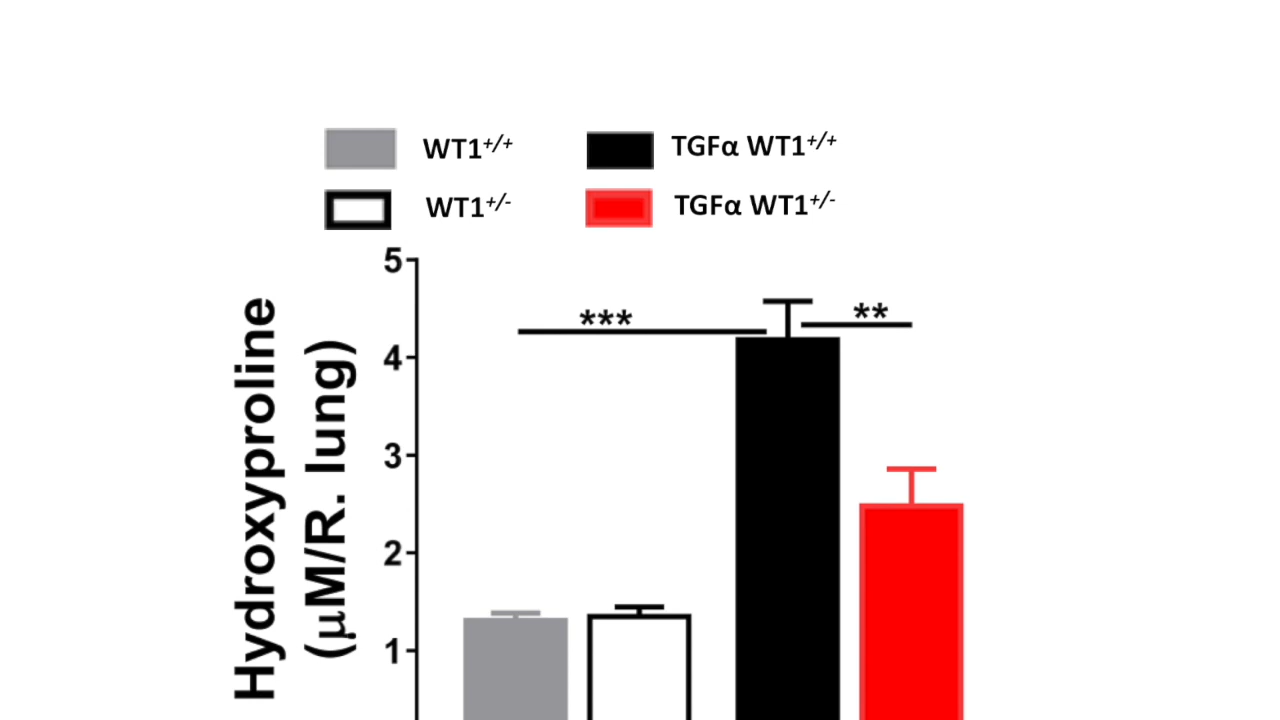 WT1+/+ TGFα WT1+/+
WT1+/- TGFα WT1+/-
Hydroxyproline
(μM/R. lung)
5
4
3
2
1
*** **